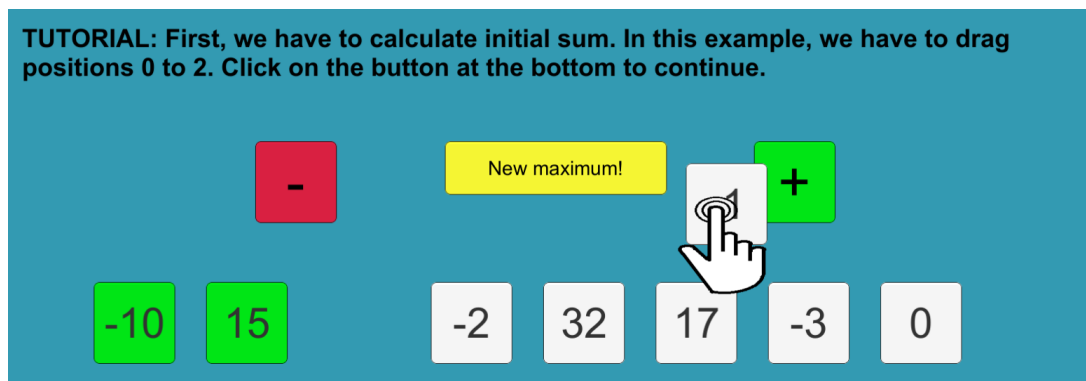 TUTORIAL: First, we have to calculate initial sum. In this example, we have to drag
positions 0 to 2. Click on the button at the bottom to continue.
- New maximum! +
-10 15 -2 32 17 -3 0